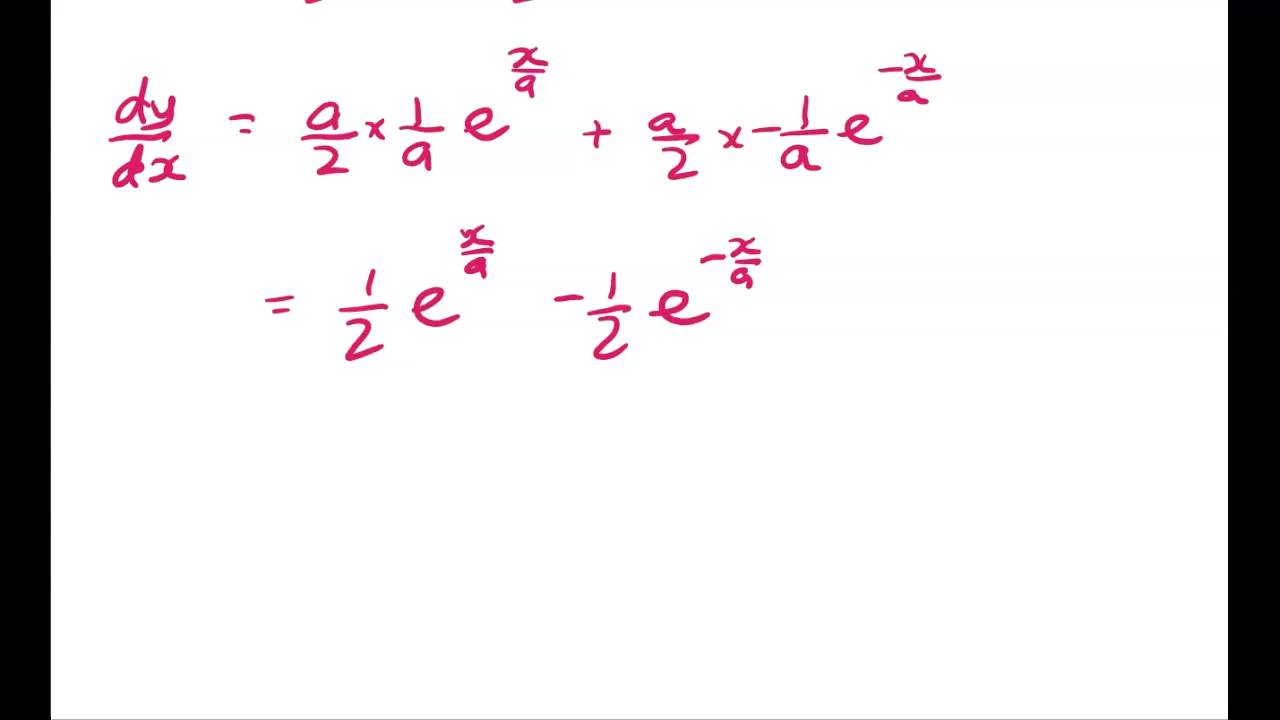 dy/dx = a/2 × 1/a e^(x/a) + a/2 × -1/a e^(-x/a)
= 1/2 e^(x/a) - 1/2 e^(-x/a)